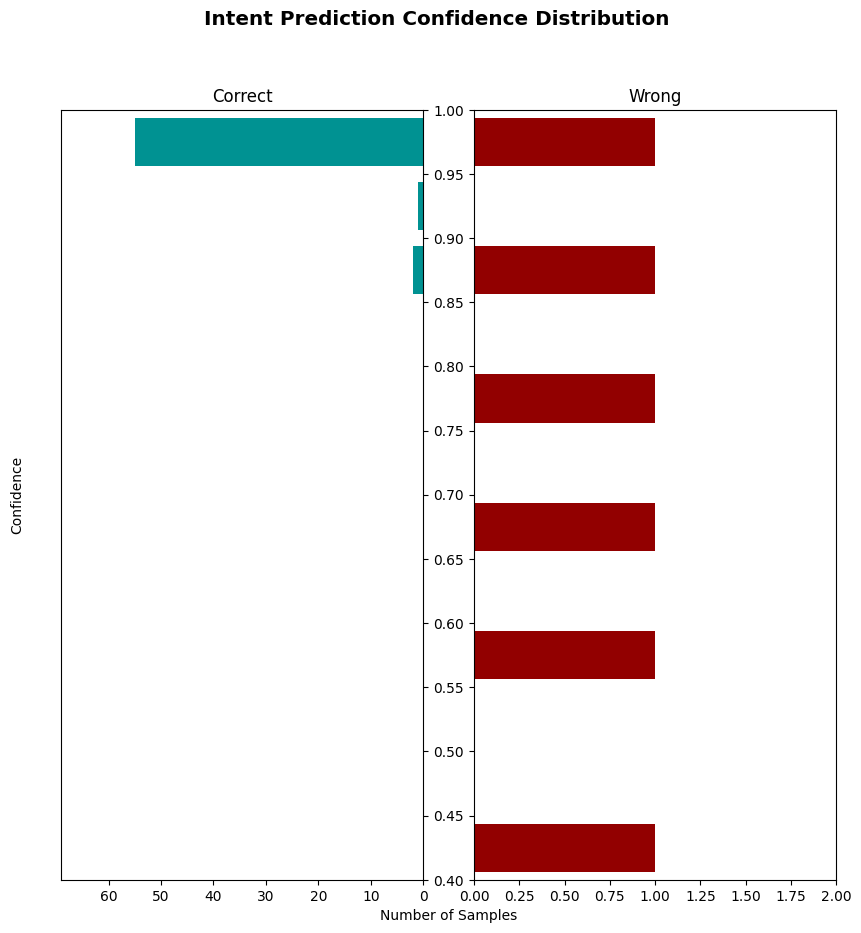 Intent Prediction Confidence Distribution
Correct
Wrong
1.00
0.95
0.90
0.85
0.80
0.75
0.70
0.65
0.60
0.55
0.50
0.45
0.40
Confidence
60 50 40 30 20 10 0
0.00 0.25 0.50 0.75 1.00 1.25 1.50 1.75 2.00
Number of Samples